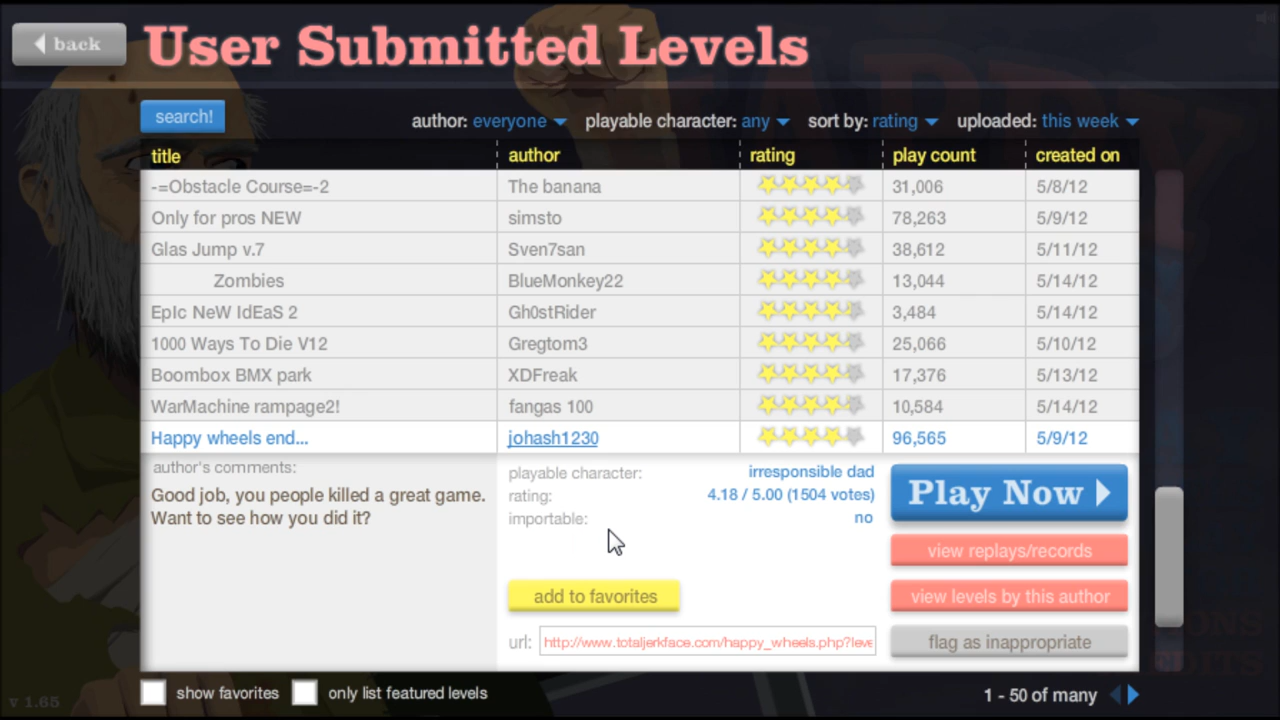 back
User Submitted Levels
search!
author: everyone playable character: any sort by: rating uploaded: this week
title author rating play count created on
-=Obstacle Course=-2 The banana 31,006 5/8/12
Only for pros NEW simsto 78,263 5/9/12
Glas Jump v.7 Sven7san 38,612 5/11/12
Zombies BlueMonkey22 13,044 5/14/12
EpIc NeW IdEaS 2 Gh0stRider 3,484 5/14/12
1000 Ways To Die V12 Gregtom3 25,066 5/10/12
Boombox BMX park XDFreak 17,376 5/13/12
WarMachine rampage2! fangas 100 10,584 5/14/12
Happy wheels end... johash1230 96,565 5/9/12
author's comments:
Good job, you people killed a great game.
Want to see how you did it?
playable character: irresponsible dad
rating: 4.18 / 5.00 (1504 votes)
importable: no
add to favorites
url: http://www.totaljerkface.com/happy_wheels.php?leve
Play Now
view replays/records
view levels by this author
flag as inappropriate
show favorites only list featured levels
1 - 50 of many
v 1.65